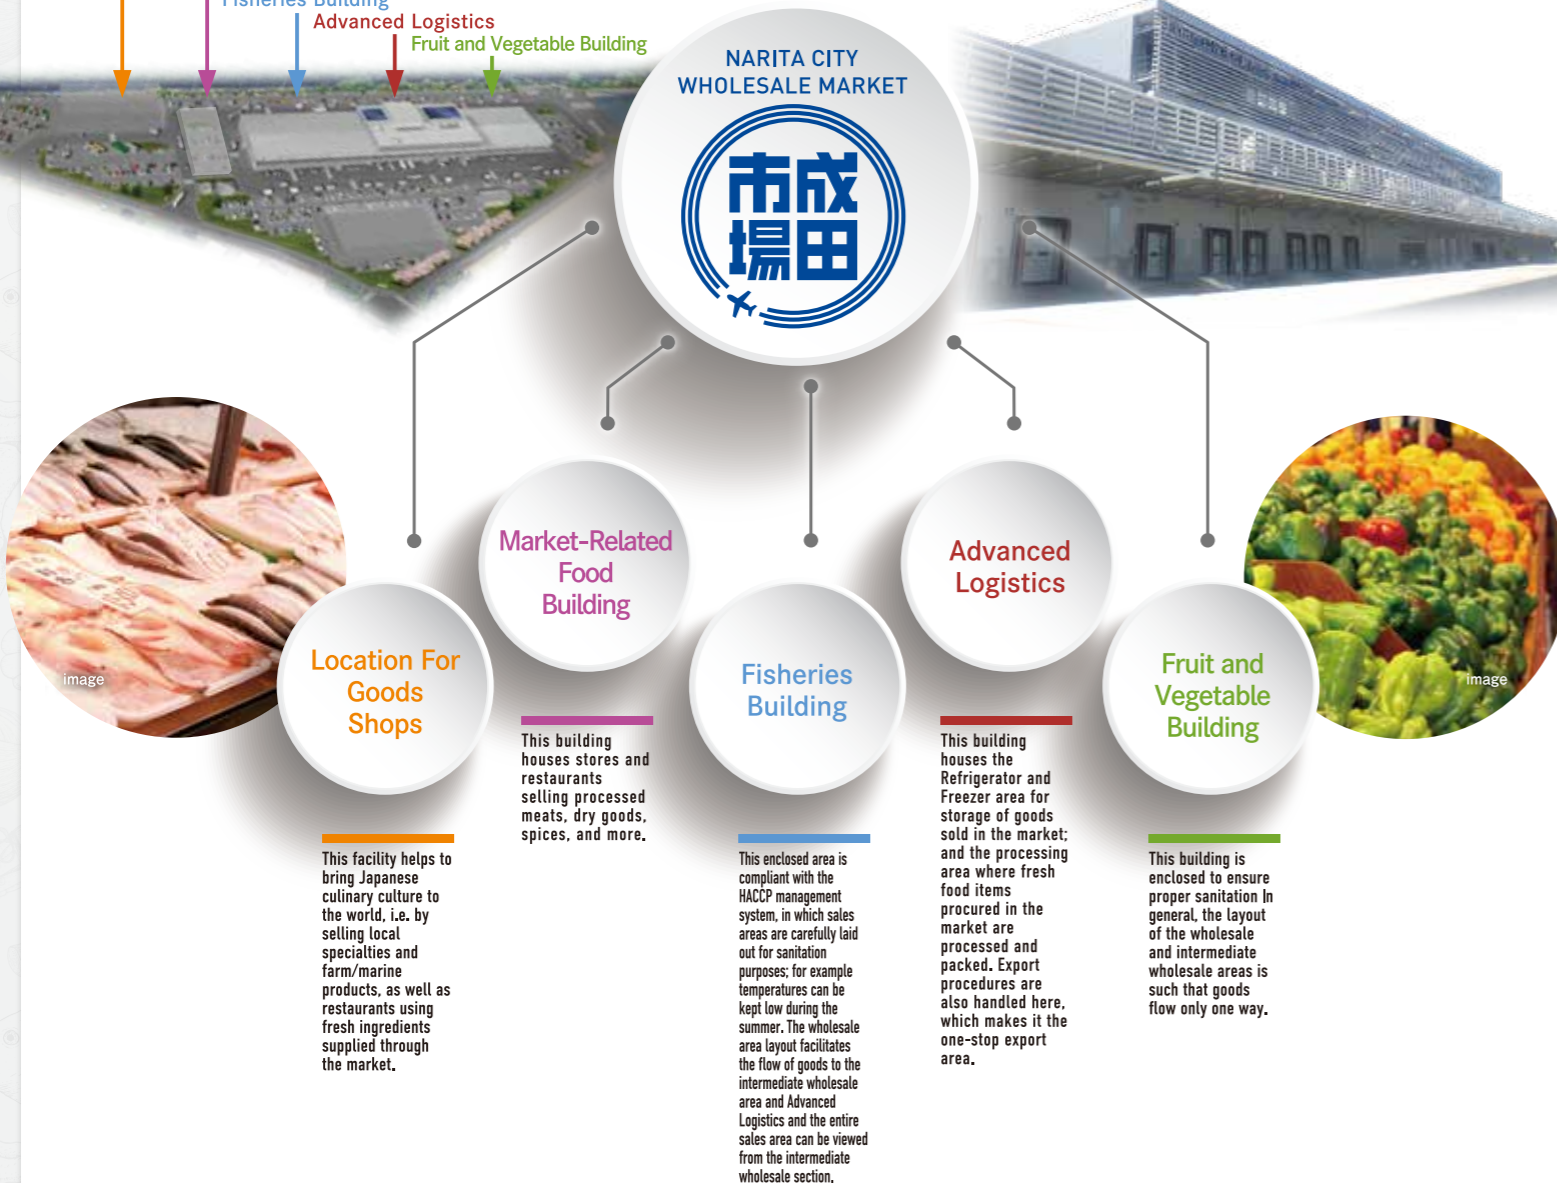 Fisheries Building
Advanced Logistics
Fruit and Vegetable Building
NARITA CITY
WHOLESALE MARKET
成田
市場
image
image
Location For
Goods
Shops
Market-Related
Food
Building
Fisheries
Building
Advanced
Logistics
Fruit and
Vegetable
Building
This facility helps to
bring Japanese
culinary culture to
the world, i.e. by
selling local
specialties and
farm/marine
products, as well as
restaurants using
fresh ingredients
supplied through
the market.
This building
houses stores and
restaurants
selling processed
meats, dry goods,
spices, and more.
This enclosed area is
compliant with the
HACCP management
system, in which sales
areas are carefully laid
out for sanitation
purposes; for example
temperatures can be
kept low during the
summer. The wholesale
area layout facilitates
the flow of goods to the
intermediate wholesale
area and Advanced
Logistics and the entire
sales area can be viewed
from the intermediate
wholesale section.
This building
houses the
Refrigerator and
Freezer area for
storage of goods
sold in the market;
and the processing
area where fresh
food items
procured in the
market are
processed and
packed. Export
procedures are
also handled here,
which makes it the
one-stop export
area.
This building is
enclosed to ensure
proper sanitation In
general, the layout
of the wholesale
and intermediate
wholesale areas is
such that goods
flow only one way.